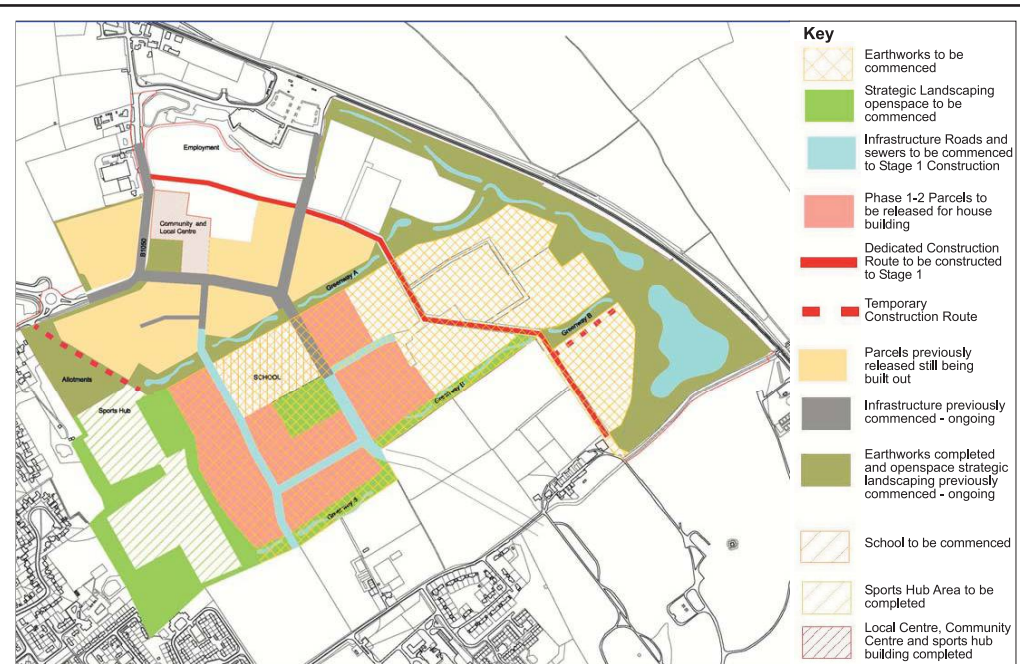 Employment
Community and
Local Centre
B1050
Greenway A
Greenway B
SCHOOL
Allotments
Sports Hub
Greenway B
Key
Earthworks to be
commenced
Strategic Landscaping
openspace to be
commenced
Infrastructure Roads and
sewers to be commenced
to Stage 1 Construction
Phase 1-2 Parcels to
be released for house
building
Dedicated Construction
Route to be constructed
to Stage 1
Temporary
Construction Route
Parcels previously
released still being
built out
Infrastructure previously
commenced - ongoing
Earthworks completed
and openspace strategic
landscaping previously
commenced - ongoing
School to be commenced
Sports Hub Area to be
completed
Local Centre, Community
Centre and sports hub
building completed